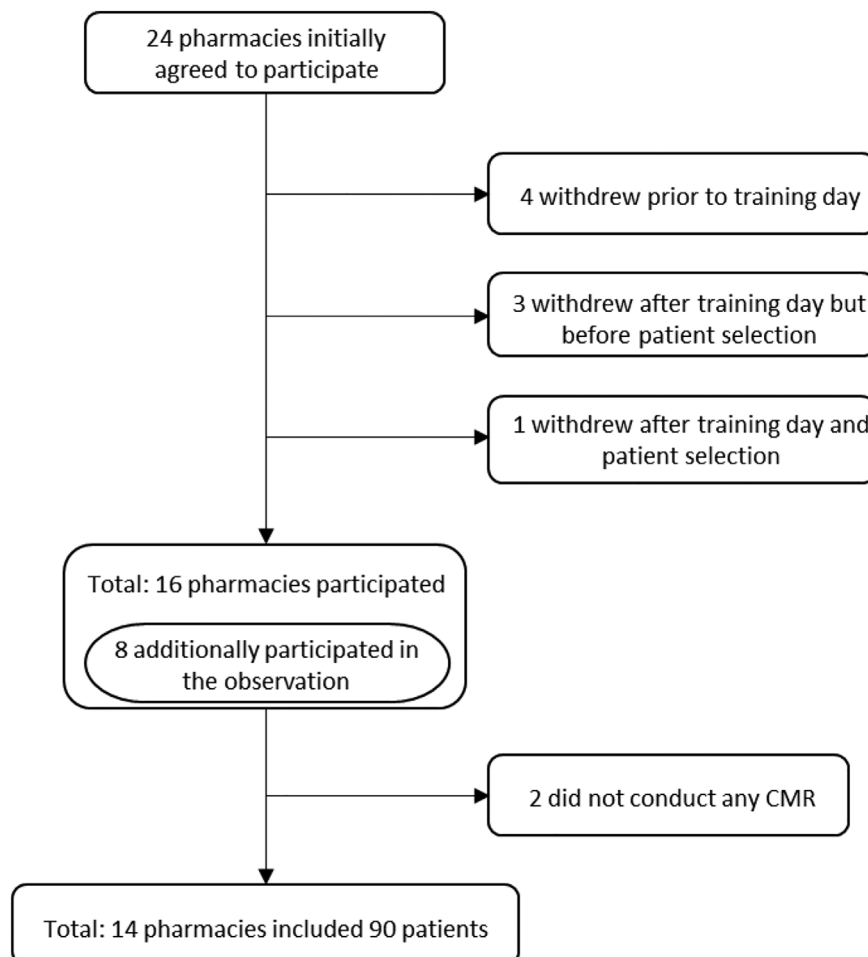 24 pharmacies initially
agreed to participate
4 withdrew prior to training day
3 withdrew after training day but
before patient selection
1 withdrew after training day and
patient selection
Total: 16 pharmacies participated
8 additionally participated in
the observation
2 did not conduct any CMR
Total: 14 pharmacies included 90 patients